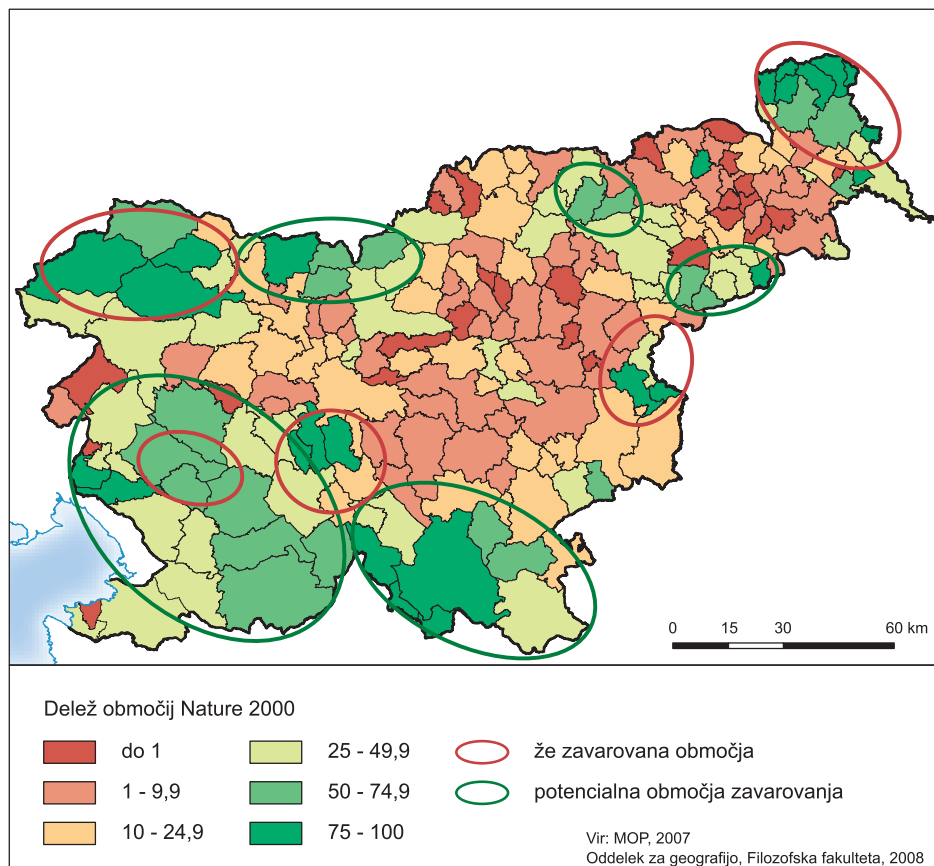 0 15 30 60 km
Delež območij Nature 2000
do 1
1 - 9,9
10 - 24,9
25 - 49,9
50 - 74,9
75 - 100
že zavarovana območja
potencialna območja zavarovanja
Vir: MOP, 2007
Oddelek za geografijo, Filozofska fakulteta, 2008